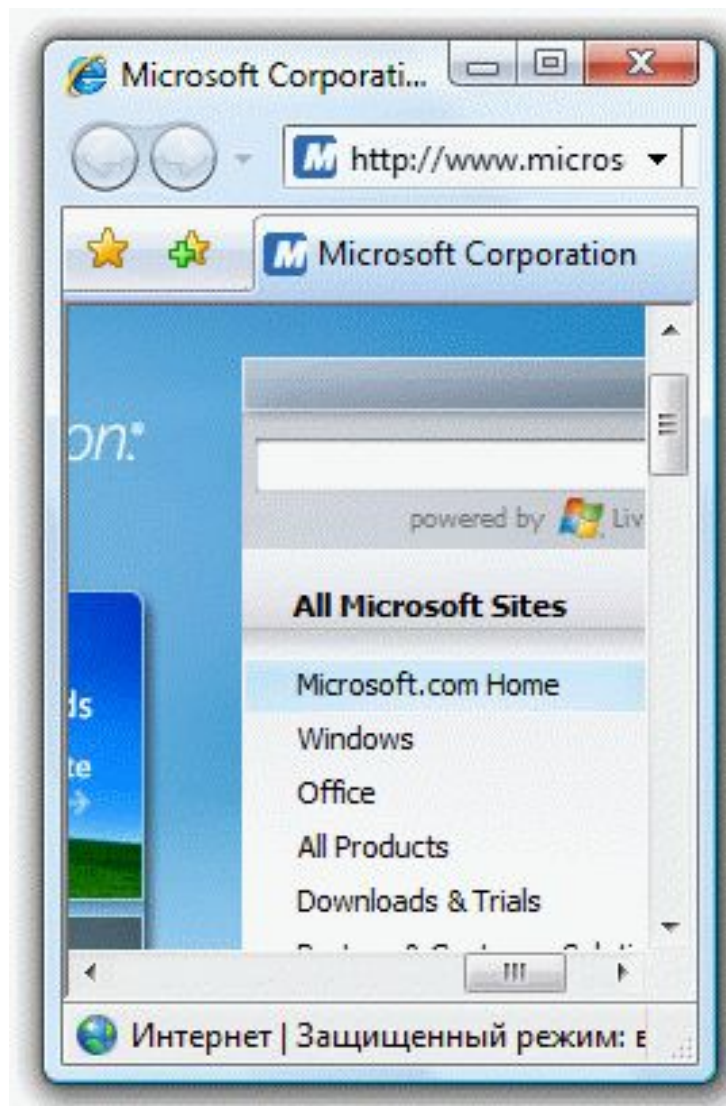 Microsoft Corporati...
http://www.micros
Microsoft Corporation
on.®
powered by Liv
All Microsoft Sites
Microsoft.com Home
ds
Windows
te
Office
All Products
Downloads & Trials
Интернет | Защищенный режим: в